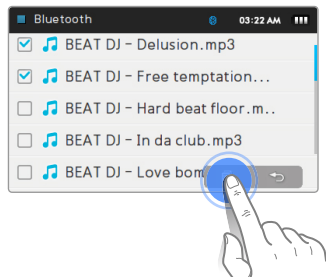 Bluetooth 03:22 AM
BEAT DJ – Delusion.mp3
BEAT DJ – Free temptation...
BEAT DJ – Hard beat floor.m..
BEAT DJ – In da club.mp3
BEAT DJ – Love bom